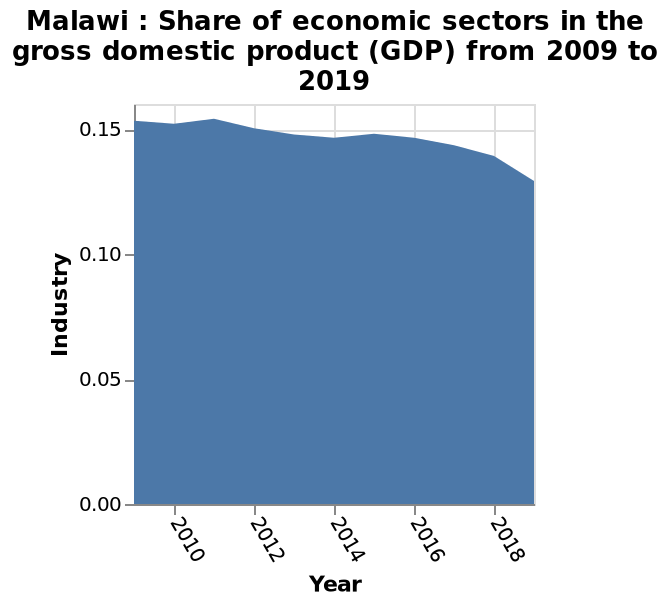 Malawi : Share of economic sectors in the
gross domestic product (GDP) from 2009 to
2019
0.15
0.10
0.05
0.00
Industry
2010
2012
2014
2016
2018
Year